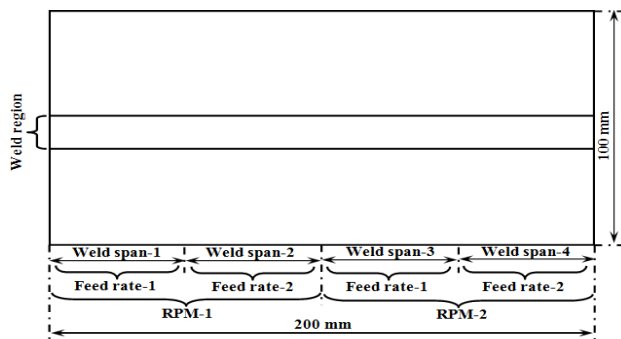 Weld region
100 mm
Weld span-1 Weld span-2 Weld span-3 Weld span-4
Feed rate-1 Feed rate-2 Feed rate-1 Feed rate-2
RPM-1 RPM-2
200 mm